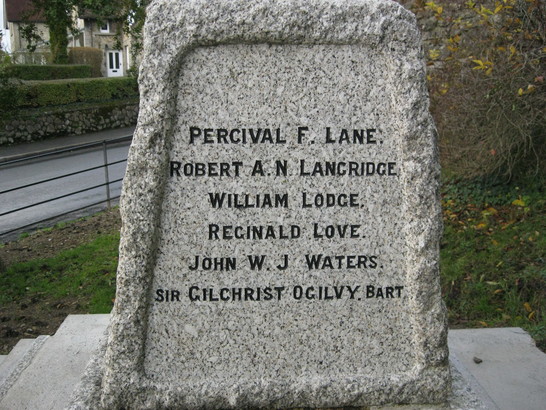 PERCIVAL F. LANE.
ROBERT A. N. LANGRIDGE.
WILLIAM LODGE.
REGINALD LOVE.
JOHN W. J WATERS.
SIR GILCHRIST OGILVY. BART.